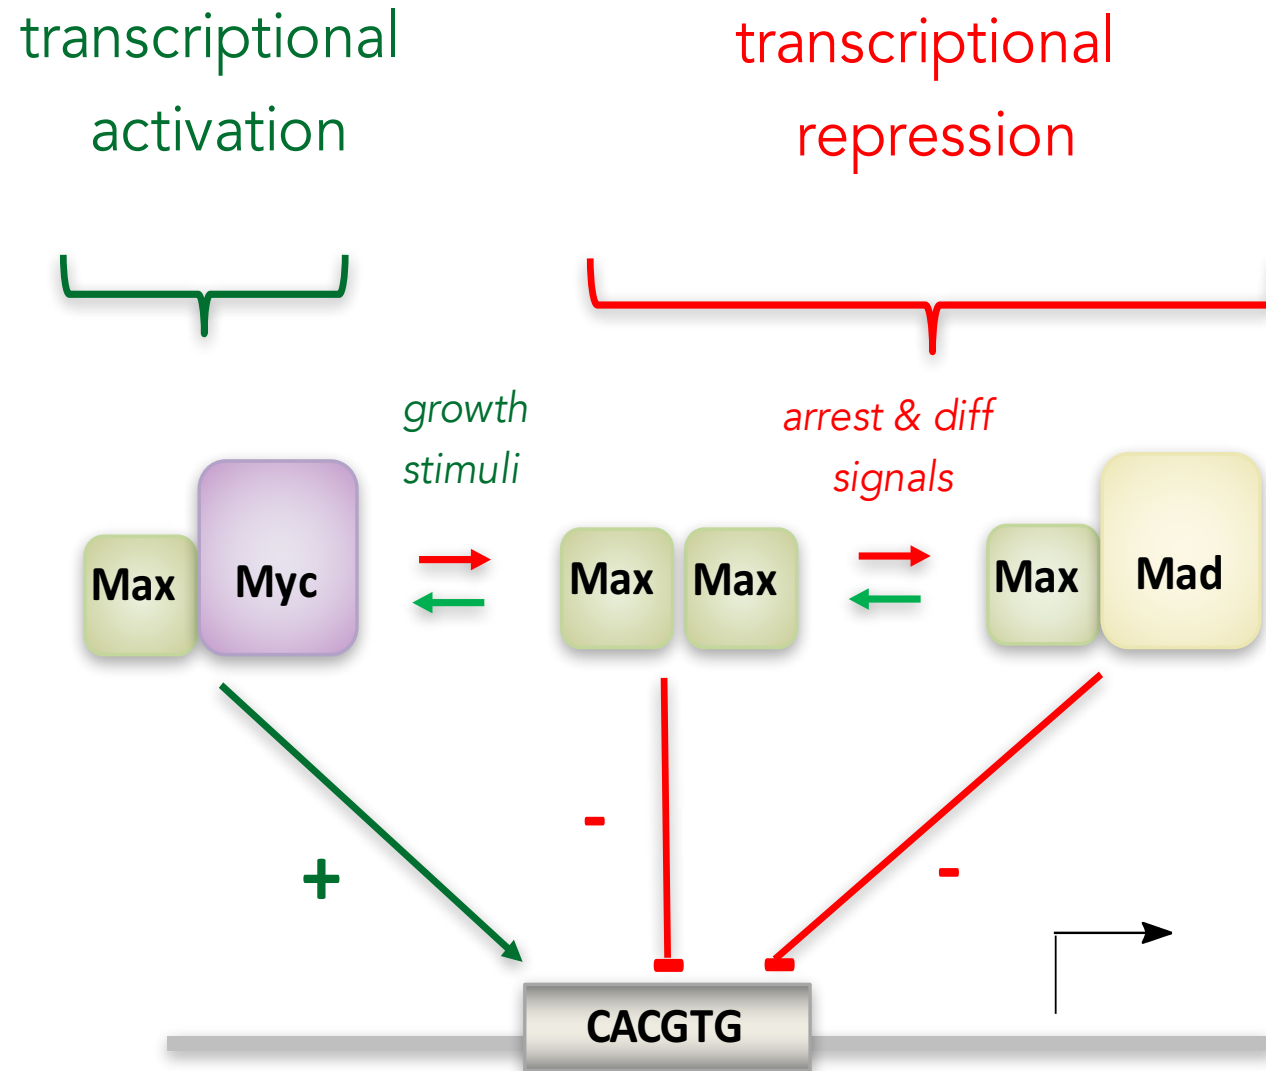 transcriptional
activation
transcriptional
repression
growth
stimuli
arrest & diff
signals
Max
Myc
Max
Max
Max
Mad
+
-
-
CACGTG